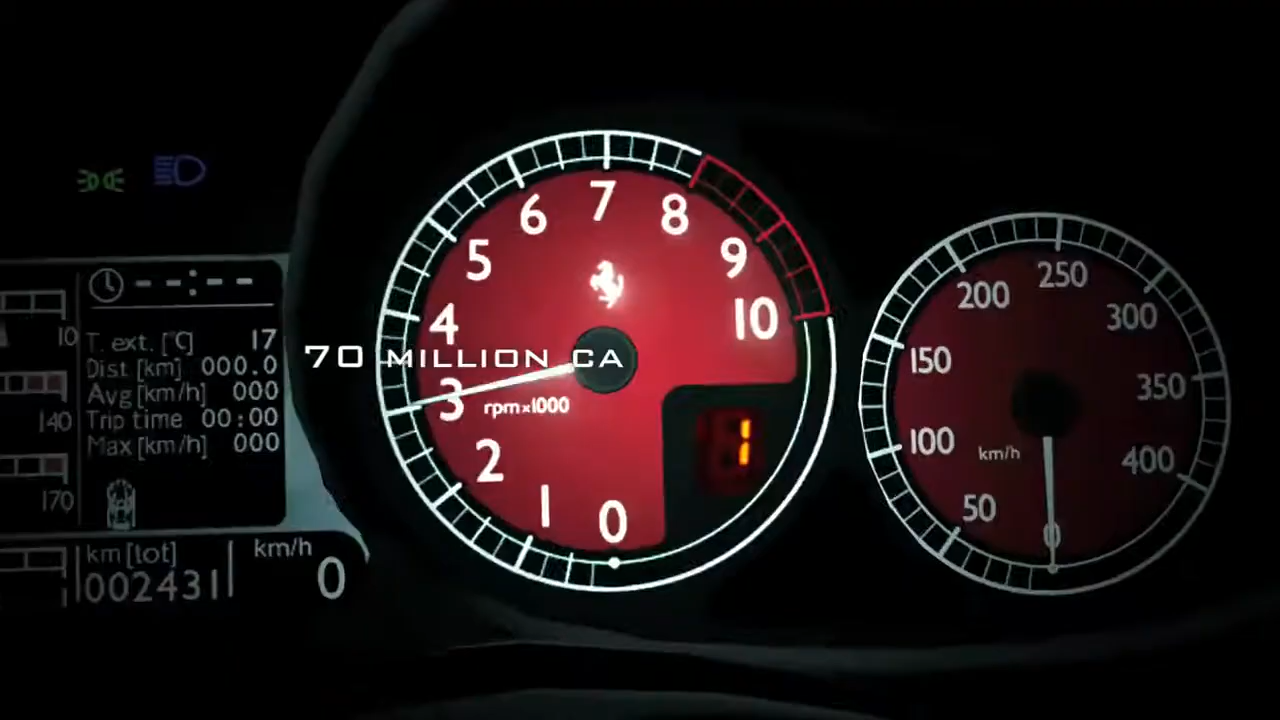 10
140
170
--:--
T. ext. [°C] 17
Dist [km] 000.0
Avg [km/h] 000
Trip time 00:00
Max [km/h] 000
km[tot] km/h
002431 0
70 MILLION CA
0
1
2
3
4
5
6
7
8
9
10
rpm×1000
1
0
50
100
150
200
250
300
350
400
km/h